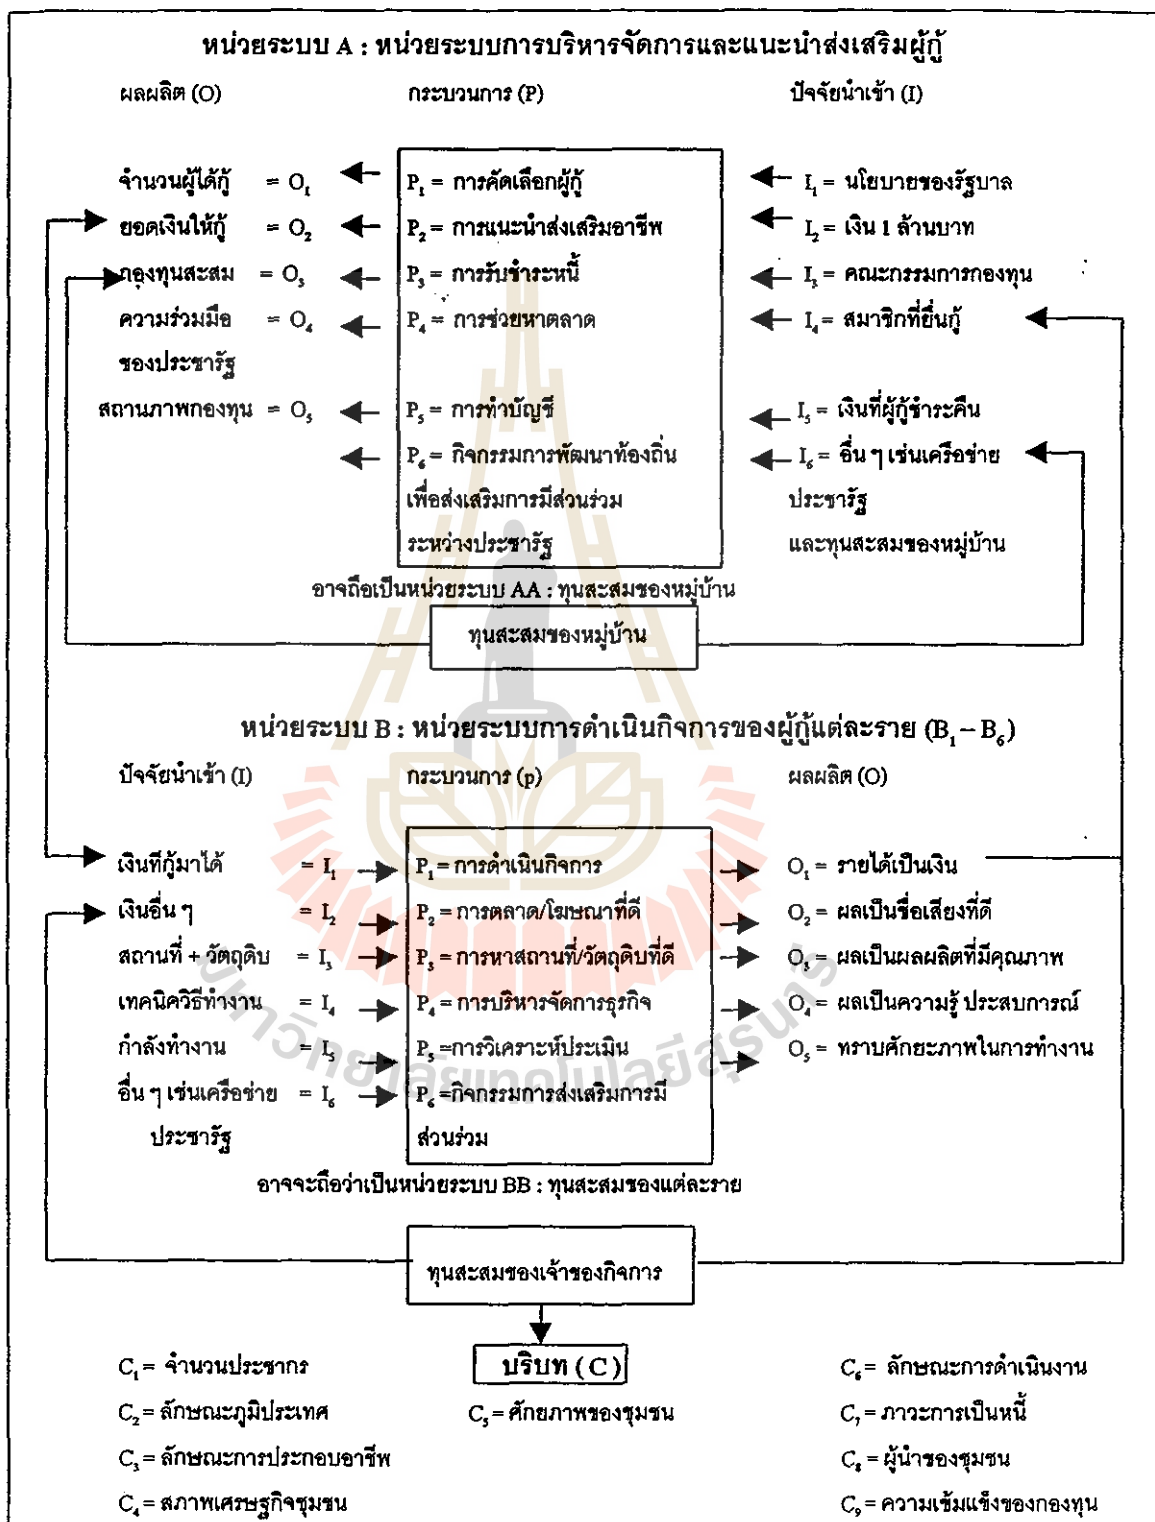 หน่วยระบบ A : หน่วยระบบการบริหารจัดการและแนะนำส่งเสริมผู้กู้
ผลผลิต (O) กระบวนการ (P) ปัจจัยนำเข้า (I)
จำนวนผู้ได้กู้ = O₁ P₁ = การคัดเลือกผู้กู้ I₁ = นโยบายของรัฐบาล
ยอดเงินให้กู้ = O₂ P₂ = การแนะนำส่งเสริมอาชีพ I₂ = เงิน 1 ล้านบาท
กองทุนสะสม = O₃ P₃ = การรับชำระหนี้ I₃ = คณะกรรมการกองทุน
ความร่วมมือ = O₄ P₄ = การช่วยหาตลาด I₄ = สมาชิกที่ยื่นกู้
ของประชารัฐ
สถานภาพกองทุน = O₅ P₅ = การทำบัญชี I₅ = เงินที่ผู้กู้ชำระคืน
P₆ = กิจกรรมการพัฒนาท้องถิ่น I₆ = อื่น ๆ เช่นเครือข่าย
เพื่อส่งเสริมการมีส่วนร่วม ประชารัฐ
ระหว่างประชารัฐ และทุนสะสมของหมู่บ้าน
อาจถือเป็นหน่วยระบบ AA : ทุนสะสมของหมู่บ้าน
ทุนสะสมของหมู่บ้าน
หน่วยระบบ B : หน่วยระบบการดำเนินกิจการของผู้กู้แต่ละราย (B₁ – B₆)
ปัจจัยนำเข้า (I) กระบวนการ (p) ผลผลิต (O)
เงินที่กู้มาได้ = I₁ P₁ = การดำเนินกิจการ O₁ = รายได้เป็นเงิน
เงินอื่น ๆ = I₂ P₂ = การตลาด/โฆษณาที่ดี O₂ = ผลเป็นชื่อเสียงที่ดี
สถานที่ + วัตถุดิบ = I₃ P₃ = การหาสถานที่/วัตถุดิบที่ดี O₃ = ผลเป็นผลผลิตที่มีคุณภาพ
เทคนิควิธีทำงาน = I₄ P₄ = การบริหารจัดการธุรกิจ O₄ = ผลเป็นความรู้ ประสบการณ์
กำลังทำงาน = I₅ P₅ =การวิเคราะห์ประเมิน O₅ = ทราบศักยะภาพในการทำงาน
อื่น ๆ เช่นเครือข่าย = I₆ P₆ =กิจกรรมการส่งเสริมการมี
ประชารัฐ ส่วนร่วม
มหาวิทยาลัยเทคโนโลยีสุรนารี
อาจจะถือว่าเป็นหน่วยระบบ BB : ทุนสะสมของแต่ละราย
ทุนสะสมของเจ้าของกิจการ
C₁ = จำนวนประชากร บริบท (C) C₆ = ลักษณะการดำเนินงาน
C₂ = ลักษณะภูมิประเทศ C₅ = ศักยภาพของชุมชน C₇ = ภาวะการเป็นหนี้
C₃ = ลักษณะการประกอบอาชีพ C₈ = ผู้นำของชุมชน
C₄ = สภาพเศรษฐกิจชุมชน C₉ = ความเข้มแข็งของกองทุน